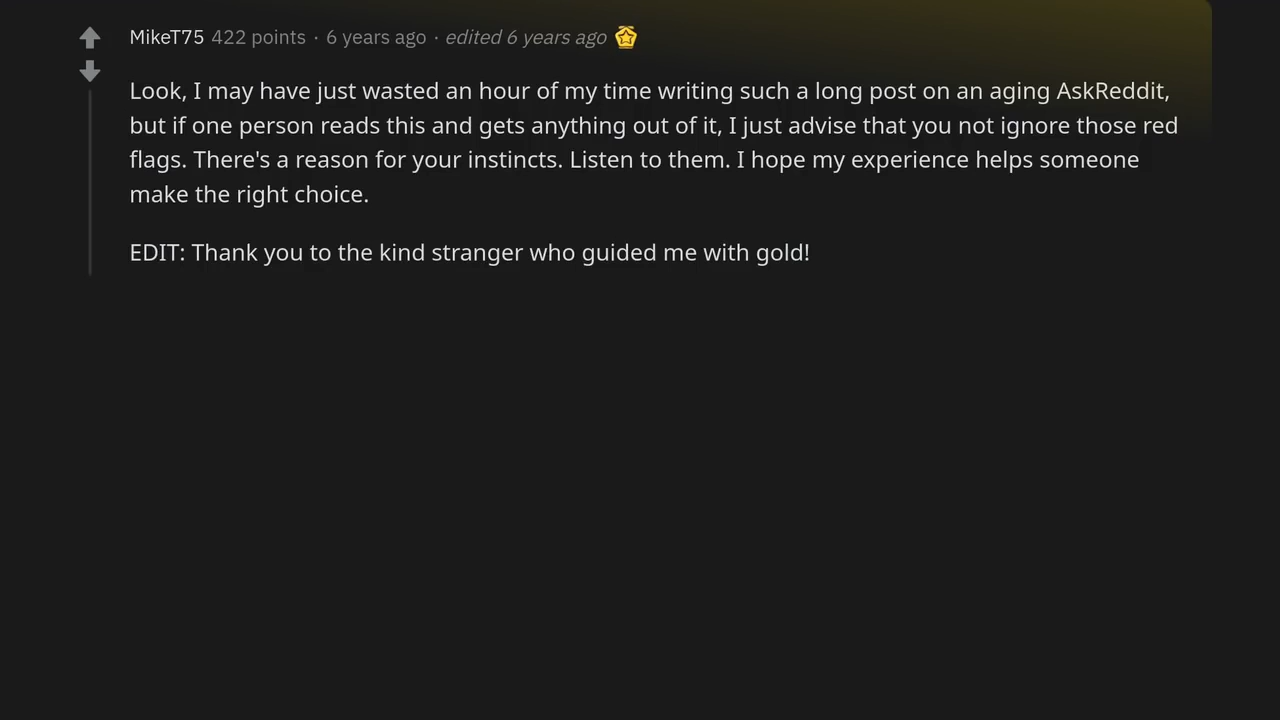 MikeT75 422 points · 6 years ago · edited 6 years ago
Look, I may have just wasted an hour of my time writing such a long post on an aging AskReddit,
but if one person reads this and gets anything out of it, I just advise that you not ignore those red
flags. There's a reason for your instincts. Listen to them. I hope my experience helps someone
make the right choice.
EDIT: Thank you to the kind stranger who guided me with gold!